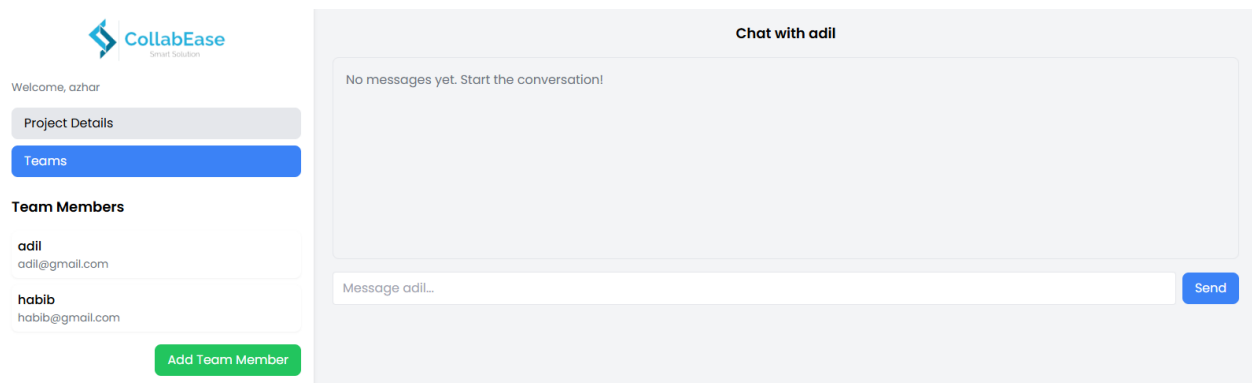 CollabEase
Smart Solution
Welcome, azhar
Project Details
Teams
Team Members
adil
adil@gmail.com
habib
habib@gmail.com
Add Team Member
Chat with adil
No messages yet. Start the conversation!
Message adil...
Send